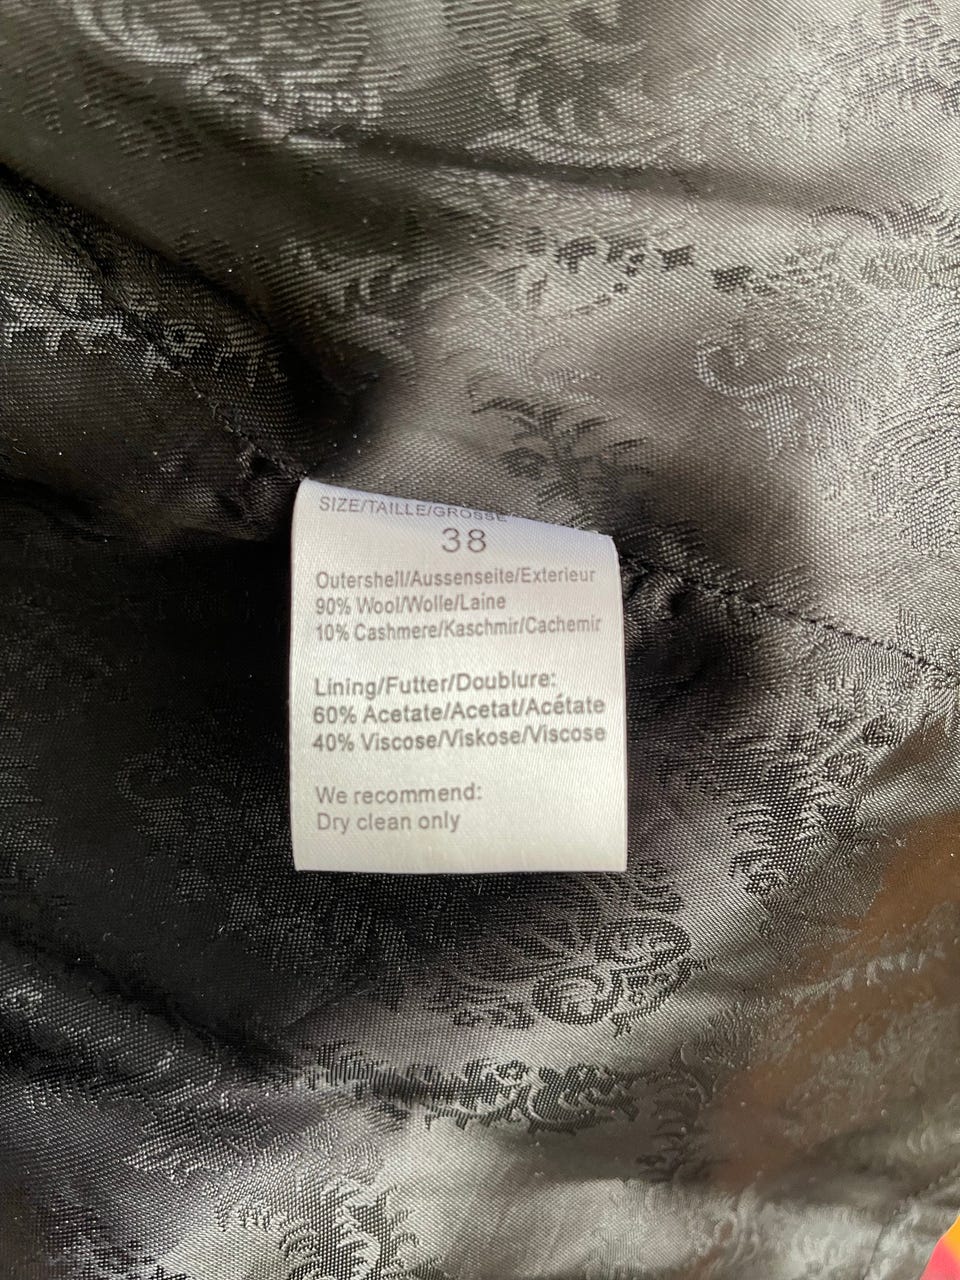 SIZE/TAILLE/GRÖSSE
38
Outershell/Aussenseite/Exterieur
90% Wool/Wolle/Laine
10% Cashmere/Kaschmir/Cachemir
Lining/Futter/Doublure:
60% Acetate/Acetat/Acétate
40% Viscose/Viskose/Viscose
We recommend:
Dry clean only